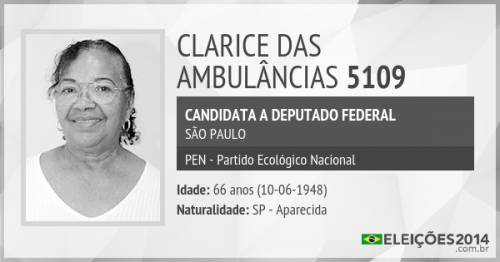 CLARICE DAS
AMBULÂNCIAS 5109
CANDIDATA A DEPUTADO FEDERAL
SÃO PAULO
PEN - Partido Ecológico Nacional
Idade: 66 anos (10-06-1948)
Naturalidade: SP - Aparecida
ELEIÇÕES2014
.com.br